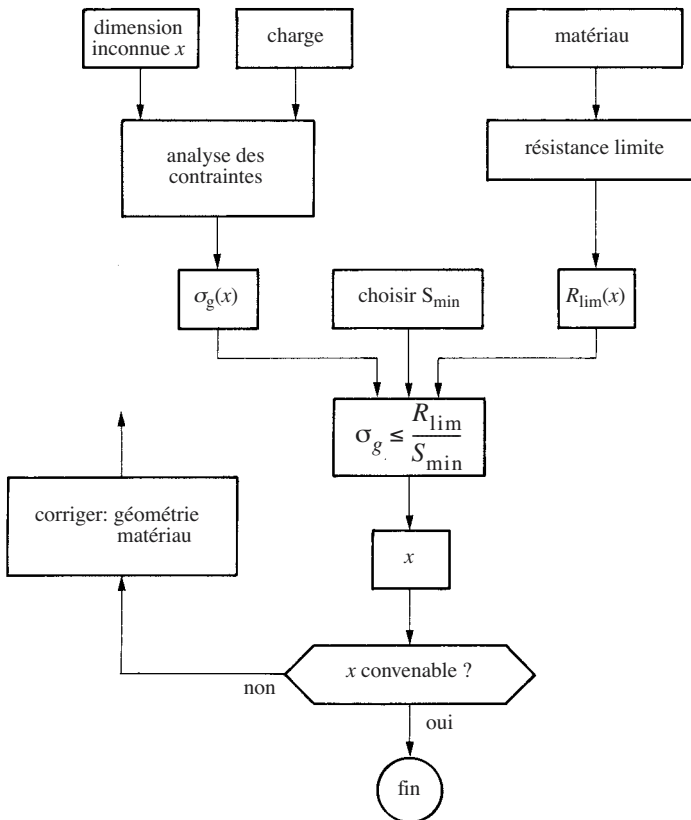 dimension
inconnue x
charge
matériau
analyse des
contraintes
résistance limite
σg(x)
choisir Smin
Rlim(x)
σg ≤ Rlim/Smin
corriger: géométrie
matériau
x
x convenable ?
non
oui
fin